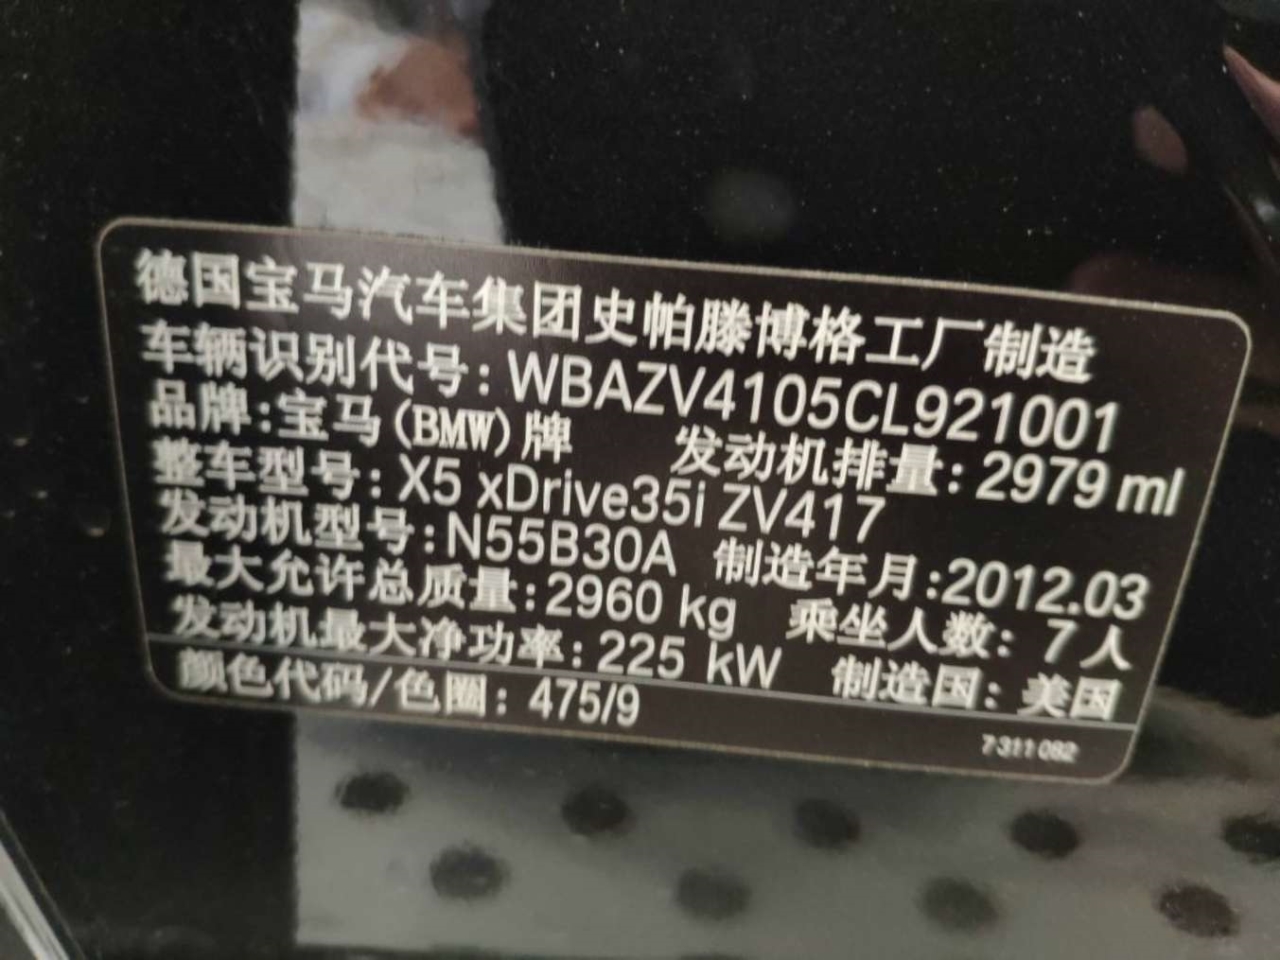 德国宝马汽车集团史帕滕博格工厂制造
车辆识别代号：WBAZV4105CL921001
品牌：宝马(BMW)牌 发动机排量：2979 ml
整车型号：X5 xDrive35i ZV417
发动机型号：N55B30A 制造年月：2012.03
最大允许总质量：2960 kg 乘坐人数：7人
发动机最大净功率：225 kW 制造国：美国
颜色代码/色圈：475/9
7 311 082